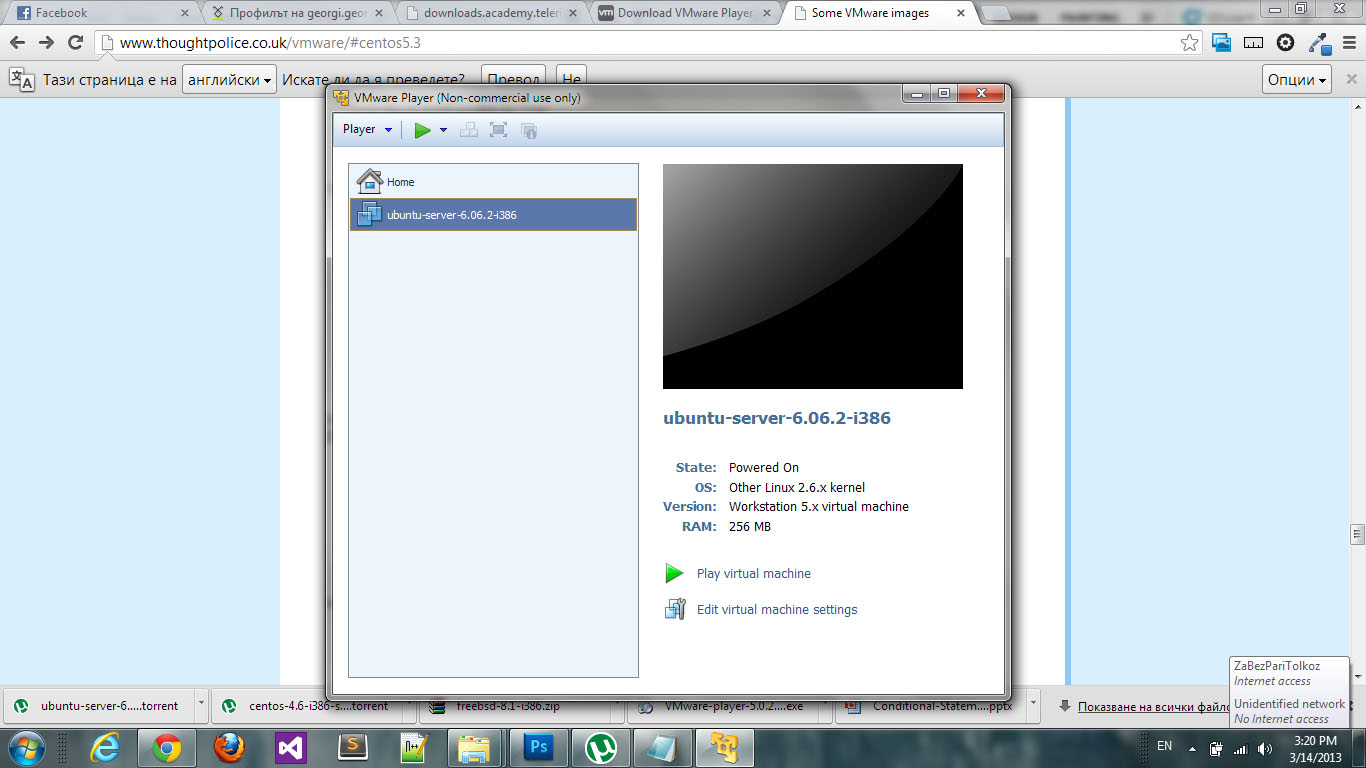 Facebook
Профилът на georgi.geor
downloads.academy.teleri
Download VMware Player
Some VMware images
www.thoughtpolice.co.uk/vmware/#centos5.3
Тази страница е на
английски
Искате ли да я преведете?
Превод
Не
Опции
VMware Player (Non-commercial use only)
Player
Home
ubuntu-server-6.06.2-i386
ubuntu-server-6.06.2-i386
State: Powered On
OS: Other Linux 2.6.x kernel
Version: Workstation 5.x virtual machine
RAM: 256 MB
Play virtual machine
Edit virtual machine settings
ZaBezPariTolkoz
Internet access
Unidentified network
No Internet access
ubuntu-server-6.....torrent
centos-4.6-i386-s....torrent
freebsd-8.1-i386.zip
VMware-player-5.0.2....exe
Conditional-Statem....pptx
Показване на всички файло
Ps
EN
3:20 PM
3/14/2013